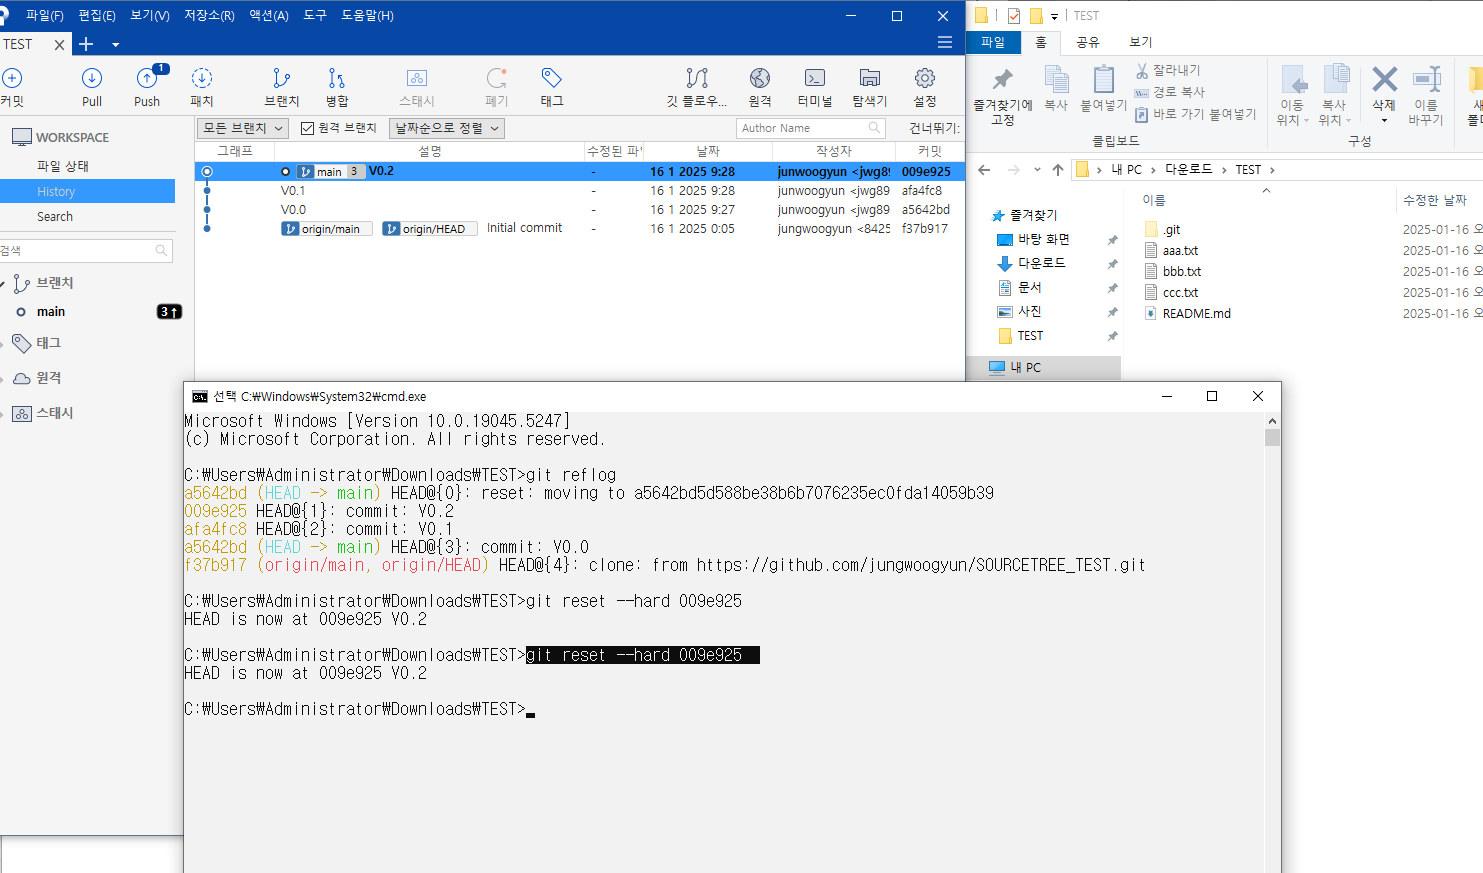 파일(F) 편집(E) 보기(V) 저장소(R) 액션(A) 도구 도움말(H)
TEST
커밋 Pull 1 Push 패치 브랜치 병합 스태시 폐기 태그 깃 플로우... 원격 터미널 탐색기 설정
WORKSPACE
파일 상태
History
Search
검색
브랜치
main 3↑
태그
원격
스태시
모든 브랜치 원격 브랜치 날짜순으로 정렬 Author Name 건너뛰기:
그래프 설명 수정된 파 날짜 작성자 커밋
main 3 V0.2 - 16 1 2025 9:28 junwoogyun <jwg89 009e925
V0.1 - 16 1 2025 9:28 junwoogyun <jwg89 afa4fc8
V0.0 - 16 1 2025 9:27 junwoogyun <jwg89 a5642bd
origin/main origin/HEAD Initial commit - 16 1 2025 0:05 jungwoogyun <8425 f37b917
TEST
파일 홈 공유 보기
즐겨찾기에 고정
복사
붙여넣기
잘라내기
경로 복사
바로 가기 붙여넣기
클립보드
이동 위치
복사 위치
삭제
이름 바꾸기
구성
새 폴더
내 PC > 다운로드 > TEST >
즐겨찾기
바탕 화면
다운로드
문서
사진
TEST
내 PC
이름 수정한 날짜
.git 2025-01-16 오
aaa.txt 2025-01-16 오
bbb.txt 2025-01-16 오
ccc.txt 2025-01-16 오
README.md 2025-01-16 오
선택 C:₩Windows₩System32₩cmd.exe
Microsoft Windows [Version 10.0.19045.5247]
(c) Microsoft Corporation. All rights reserved.
C:₩Users₩Administrator₩Downloads₩TEST>git reflog
a5642bd (HEAD -> main) HEAD@{0}: reset: moving to a5642bd5d588be38b6b7076235ec0fda14059b39
009e925 HEAD@{1}: commit: V0.2
afa4fc8 HEAD@{2}: commit: V0.1
a5642bd (HEAD -> main) HEAD@{3}: commit: V0.0
f37b917 (origin/main, origin/HEAD) HEAD@{4}: clone: from https://github.com/jungwoogyun/SOURCETREE_TEST.git
C:₩Users₩Administrator₩Downloads₩TEST>git reset --hard 009e925
HEAD is now at 009e925 V0.2
C:₩Users₩Administrator₩Downloads₩TEST>git reset --hard 009e925
HEAD is now at 009e925 V0.2
C:₩Users₩Administrator₩Downloads₩TEST>